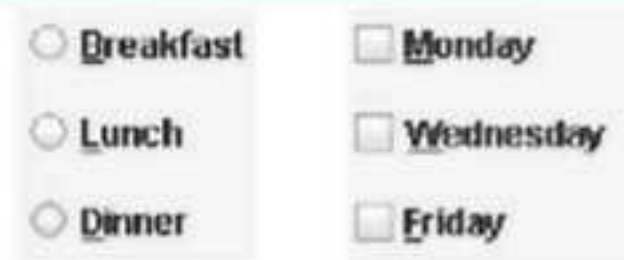 Breakfast
Lunch
Dinner
Monday
Wednesday
Friday